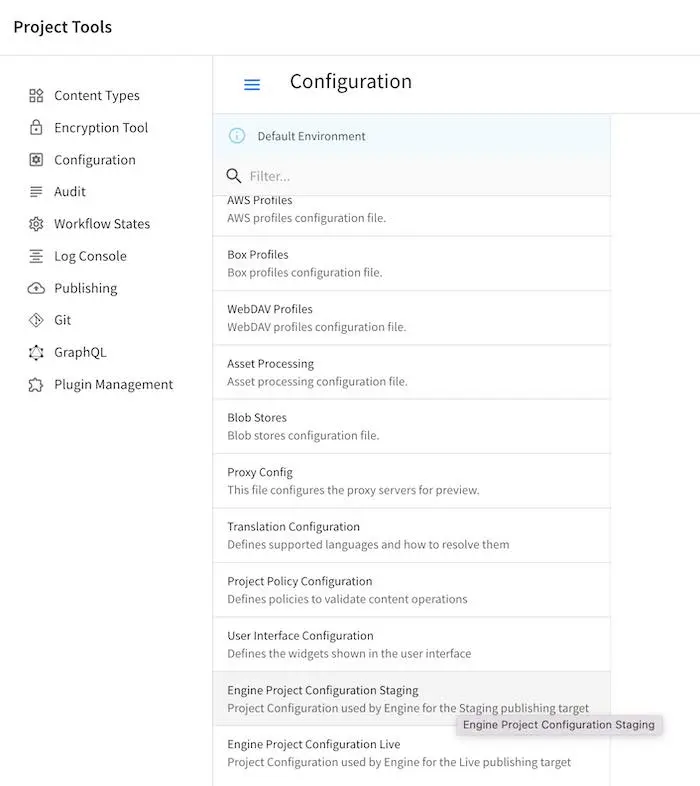 Project Tools
Content Types
Encryption Tool
Configuration
Audit
Workflow States
Log Console
Publishing
Git
GraphQL
Plugin Management
Configuration
Default Environment
Filter...
AWS Profiles
AWS profiles configuration file.
Box Profiles
Box profiles configuration file.
WebDAV Profiles
WebDAV profiles configuration file.
Asset Processing
Asset processing configuration file.
Blob Stores
Blob stores configuration file.
Proxy Config
This file configures the proxy servers for preview.
Translation Configuration
Defines supported languages and how to resolve them
Project Policy Configuration
Defines policies to validate content operations
User Interface Configuration
Defines the widgets shown in the user interface
Engine Project Configuration Staging
Project Configuration used by Engine for the Staging publishing target
Engine Project Configuration Staging
Engine Project Configuration Live
Project Configuration used by Engine for the Live publishing target